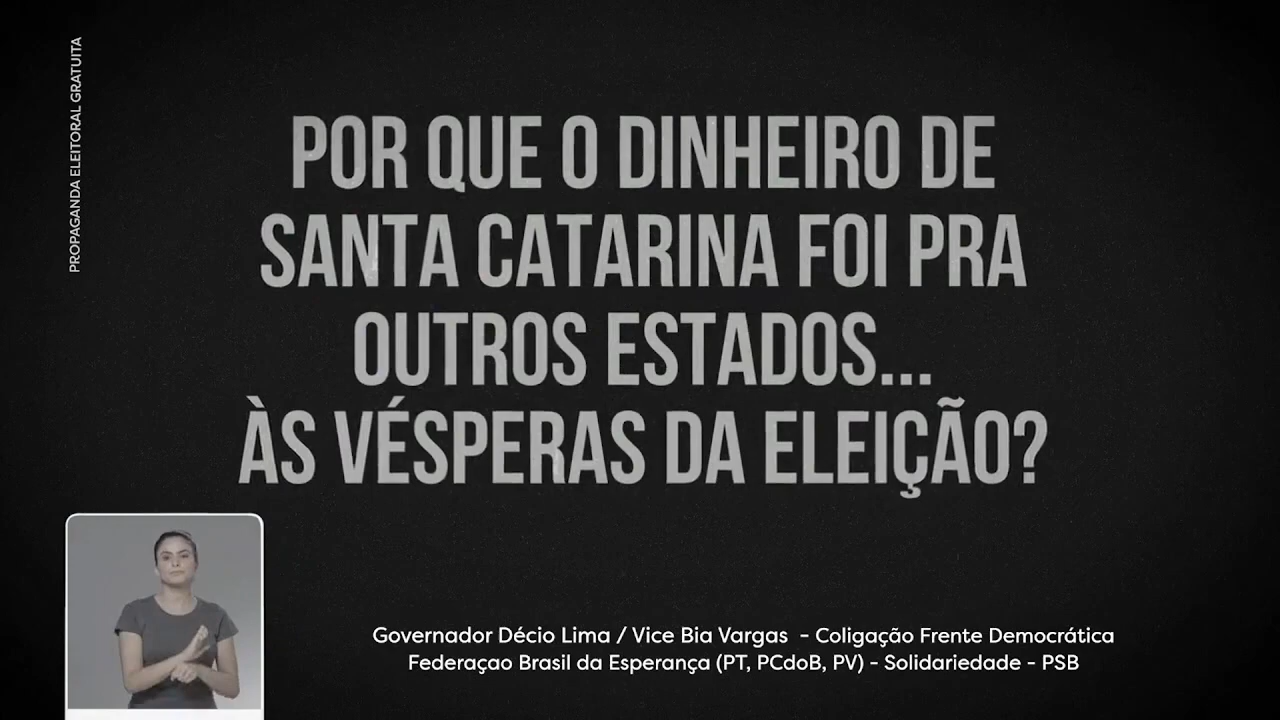 PROPAGANDA ELEITORAL GRATUITA
POR QUE O DINHEIRO DE
SANTA CATARINA FOI PRA
OUTROS ESTADOS...
ÀS VÉSPERAS DA ELEIÇÃO?
Governador Décio Lima / Vice Bia Vargas - Coligação Frente Democrática
Federaçao Brasil da Esperança (PT, PCdoB, PV) - Solidariedade - PSB